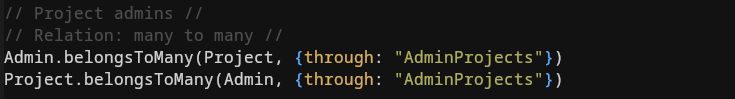 // Project admins //
// Relation: many to many //
Admin.belongsToMany(Project, {through: "AdminProjects"})
Project.belongsToMany(Admin, {through: "AdminProjects"})